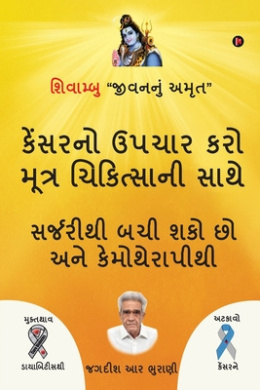 શિવામ્બુ “જીવનનું અમૃત”
કેંસરનો ઉપચાર કરો
મૂત્ર ચિકિત્સાની સાથે
સર્જરીથી બચી શકો છો
અને કેમોથેરાપીથી
મુક્તથાવ
ડાયાબિટીસથી
અટકાવો
કેંસરને
જગદીશ આર ભુરાણી